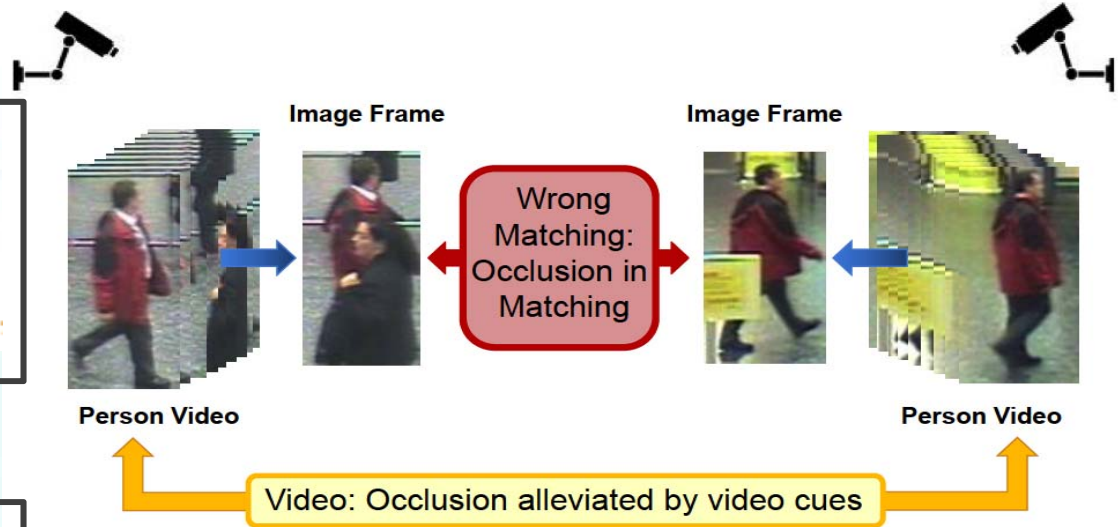 Image Frame
Image Frame
Wrong
Matching:
Occlusion in
Matching
Person Video
Person Video
Video: Occlusion alleviated by video cues